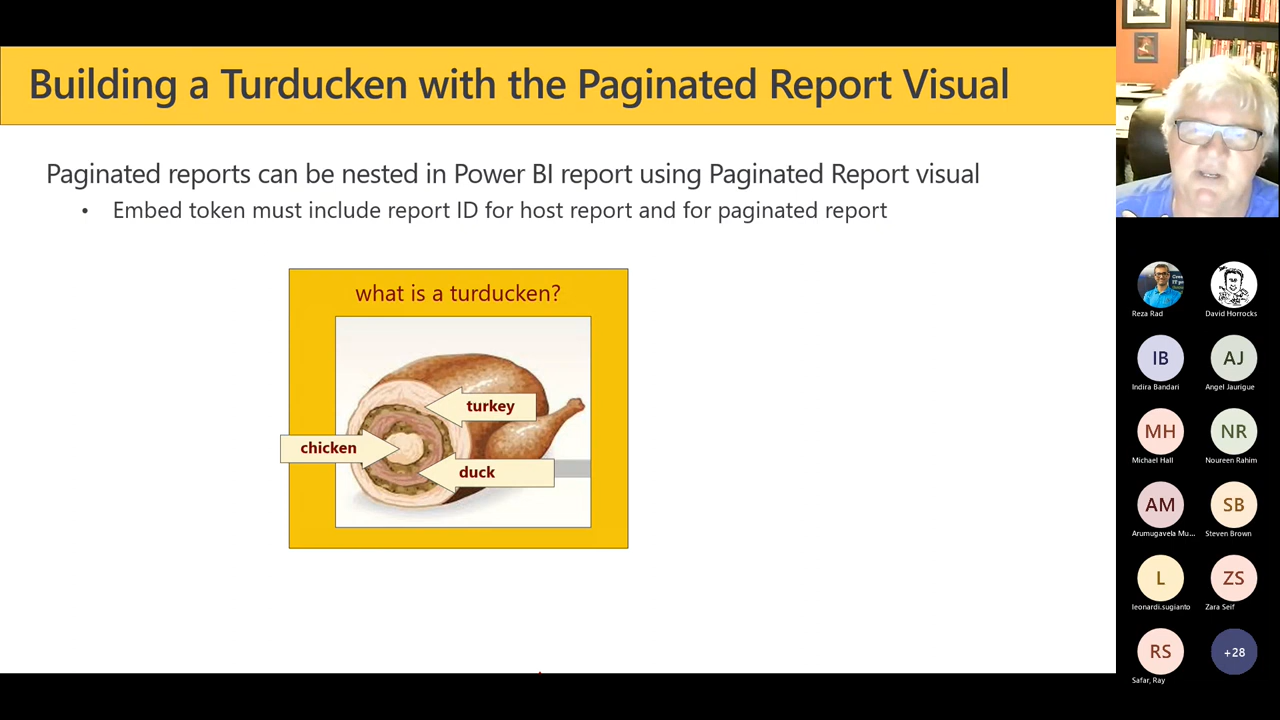 Building a Turducken with the Paginated Report Visual
Paginated reports can be nested in Power BI report using Paginated Report visual
• Embed token must include report ID for host report and for paginated report
what is a turducken?
turkey
chicken
duck
Reza Rad
David Horrocks
IB
AJ
Indira Bandari
Angel Jaurigue
MH
NR
Michael Hall
Noureen Rahim
AM
SB
Arumugavela Mu...
Steven Brown
L
ZS
leonardi.sugianto
Zara Seif
RS
+28
Safar, Ray